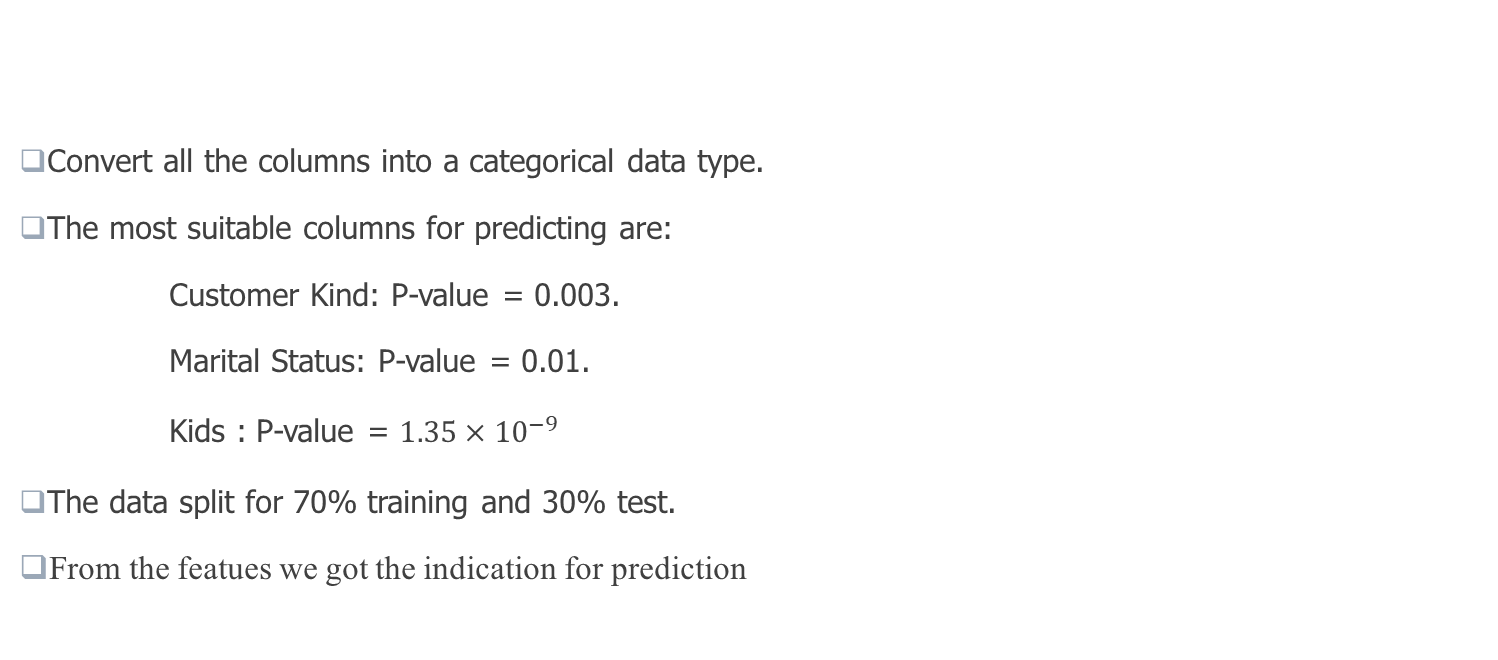 ❑Convert all the columns into a categorical data type.
❑The most suitable columns for predicting are:
Customer Kind: P-value = 0.003.
Marital Status: P-value = 0.01.
Kids : P-value = 1.35 × 10⁻⁹
❑The data split for 70% training and 30% test.
❑From the featues we got the indication for prediction